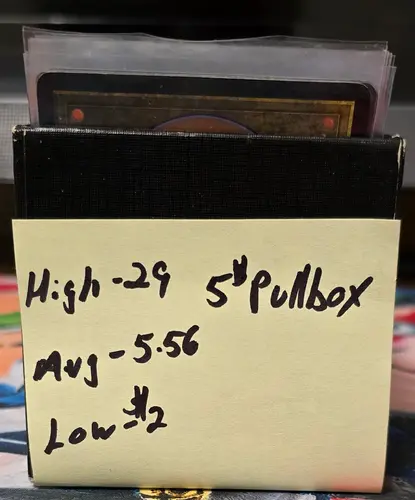 High - 29 5$ Pullbox
Avg - 5.56
Low - $2